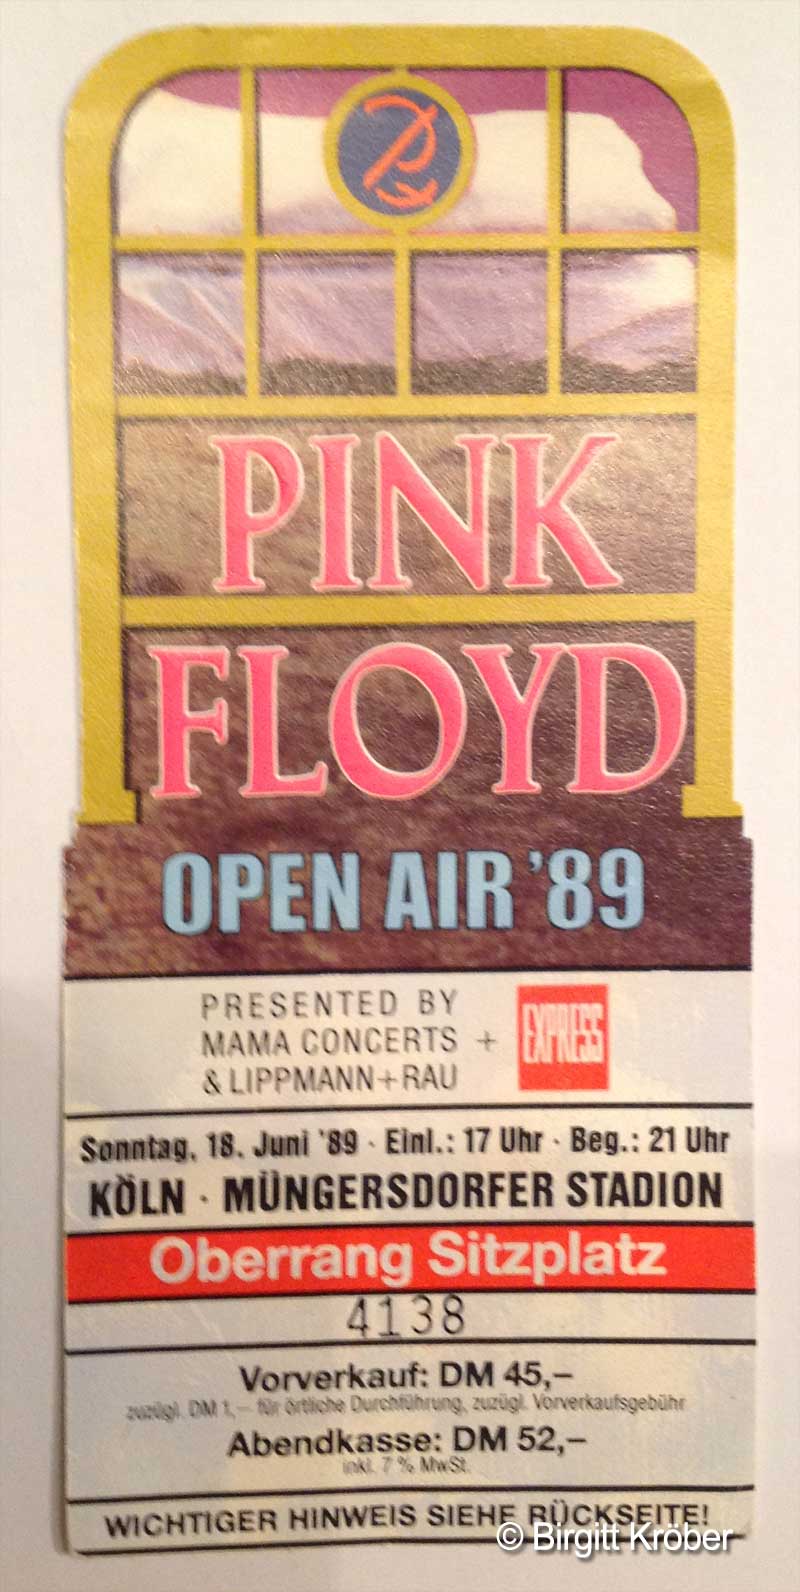 PINK
FLOYD
OPEN AIR '89
PRESENTED BY
MAMA CONCERTS + EXPRESS
& LIPPMANN+RAU
Sonntag, 18. Juni '89 · Einl.: 17 Uhr · Beg.: 21 Uhr
KÖLN · MÜNGERSDORFER STADION
Oberrang Sitzplatz
4138
Vorverkauf: DM 45,–
zuzügl. DM 1,– für örtliche Durchführung, zuzügl. Vorverkaufsgebühr
Abendkasse: DM 52,–
inkl. 7 % MwSt.
WICHTIGER HINWEIS SIEHE RÜCKSEITE!
© Birgitt Kröber